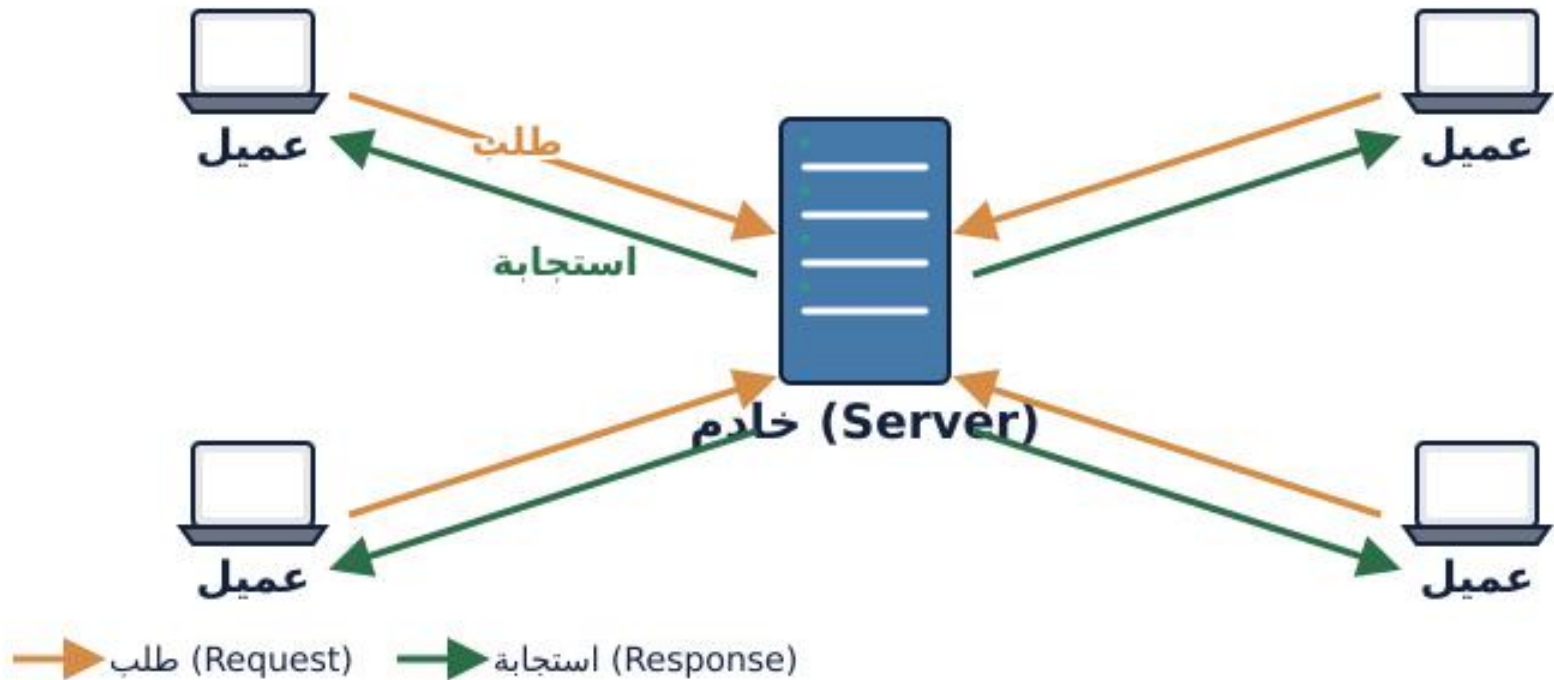 عميل
عميل
طلب
استجابة
خادم (Server)
عميل
عميل
طلب (Request)
استجابة (Response)